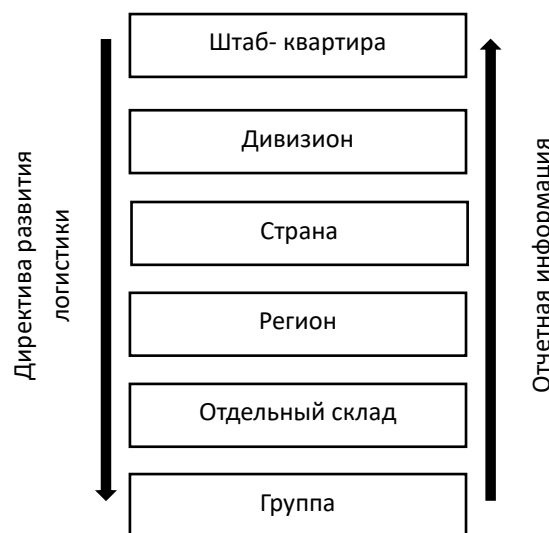 Штаб- квартира
Дивизион
Страна
Регион
Отдельный склад
Группа
Директива развития
логистики
Отчетная информация